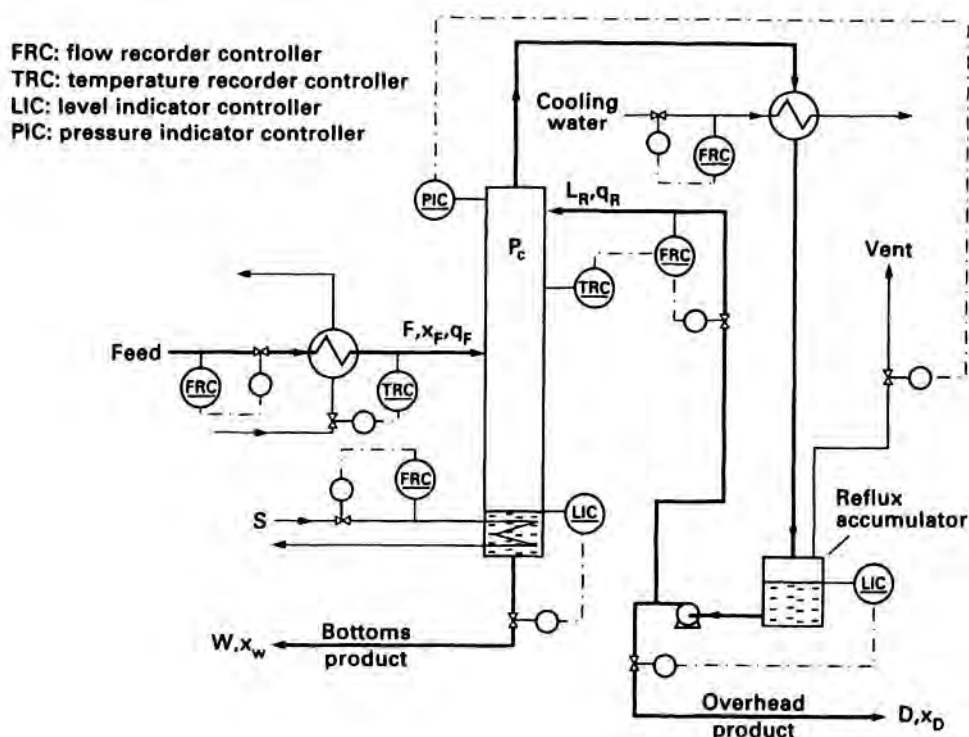 FRC: flow recorder controller
TRC: temperature recorder controller
LIC: level indicator controller
PIC: pressure indicator controller
Cooling
water
FRC
PIC
L_R,q_R
P_c
FRC
TRC
Vent
Feed
F,x_F,q_F
FRC
TRC
FRC
S
LIC
Reflux
accumulator
LIC
W,x_w
Bottoms
product
Overhead
product
D,x_D